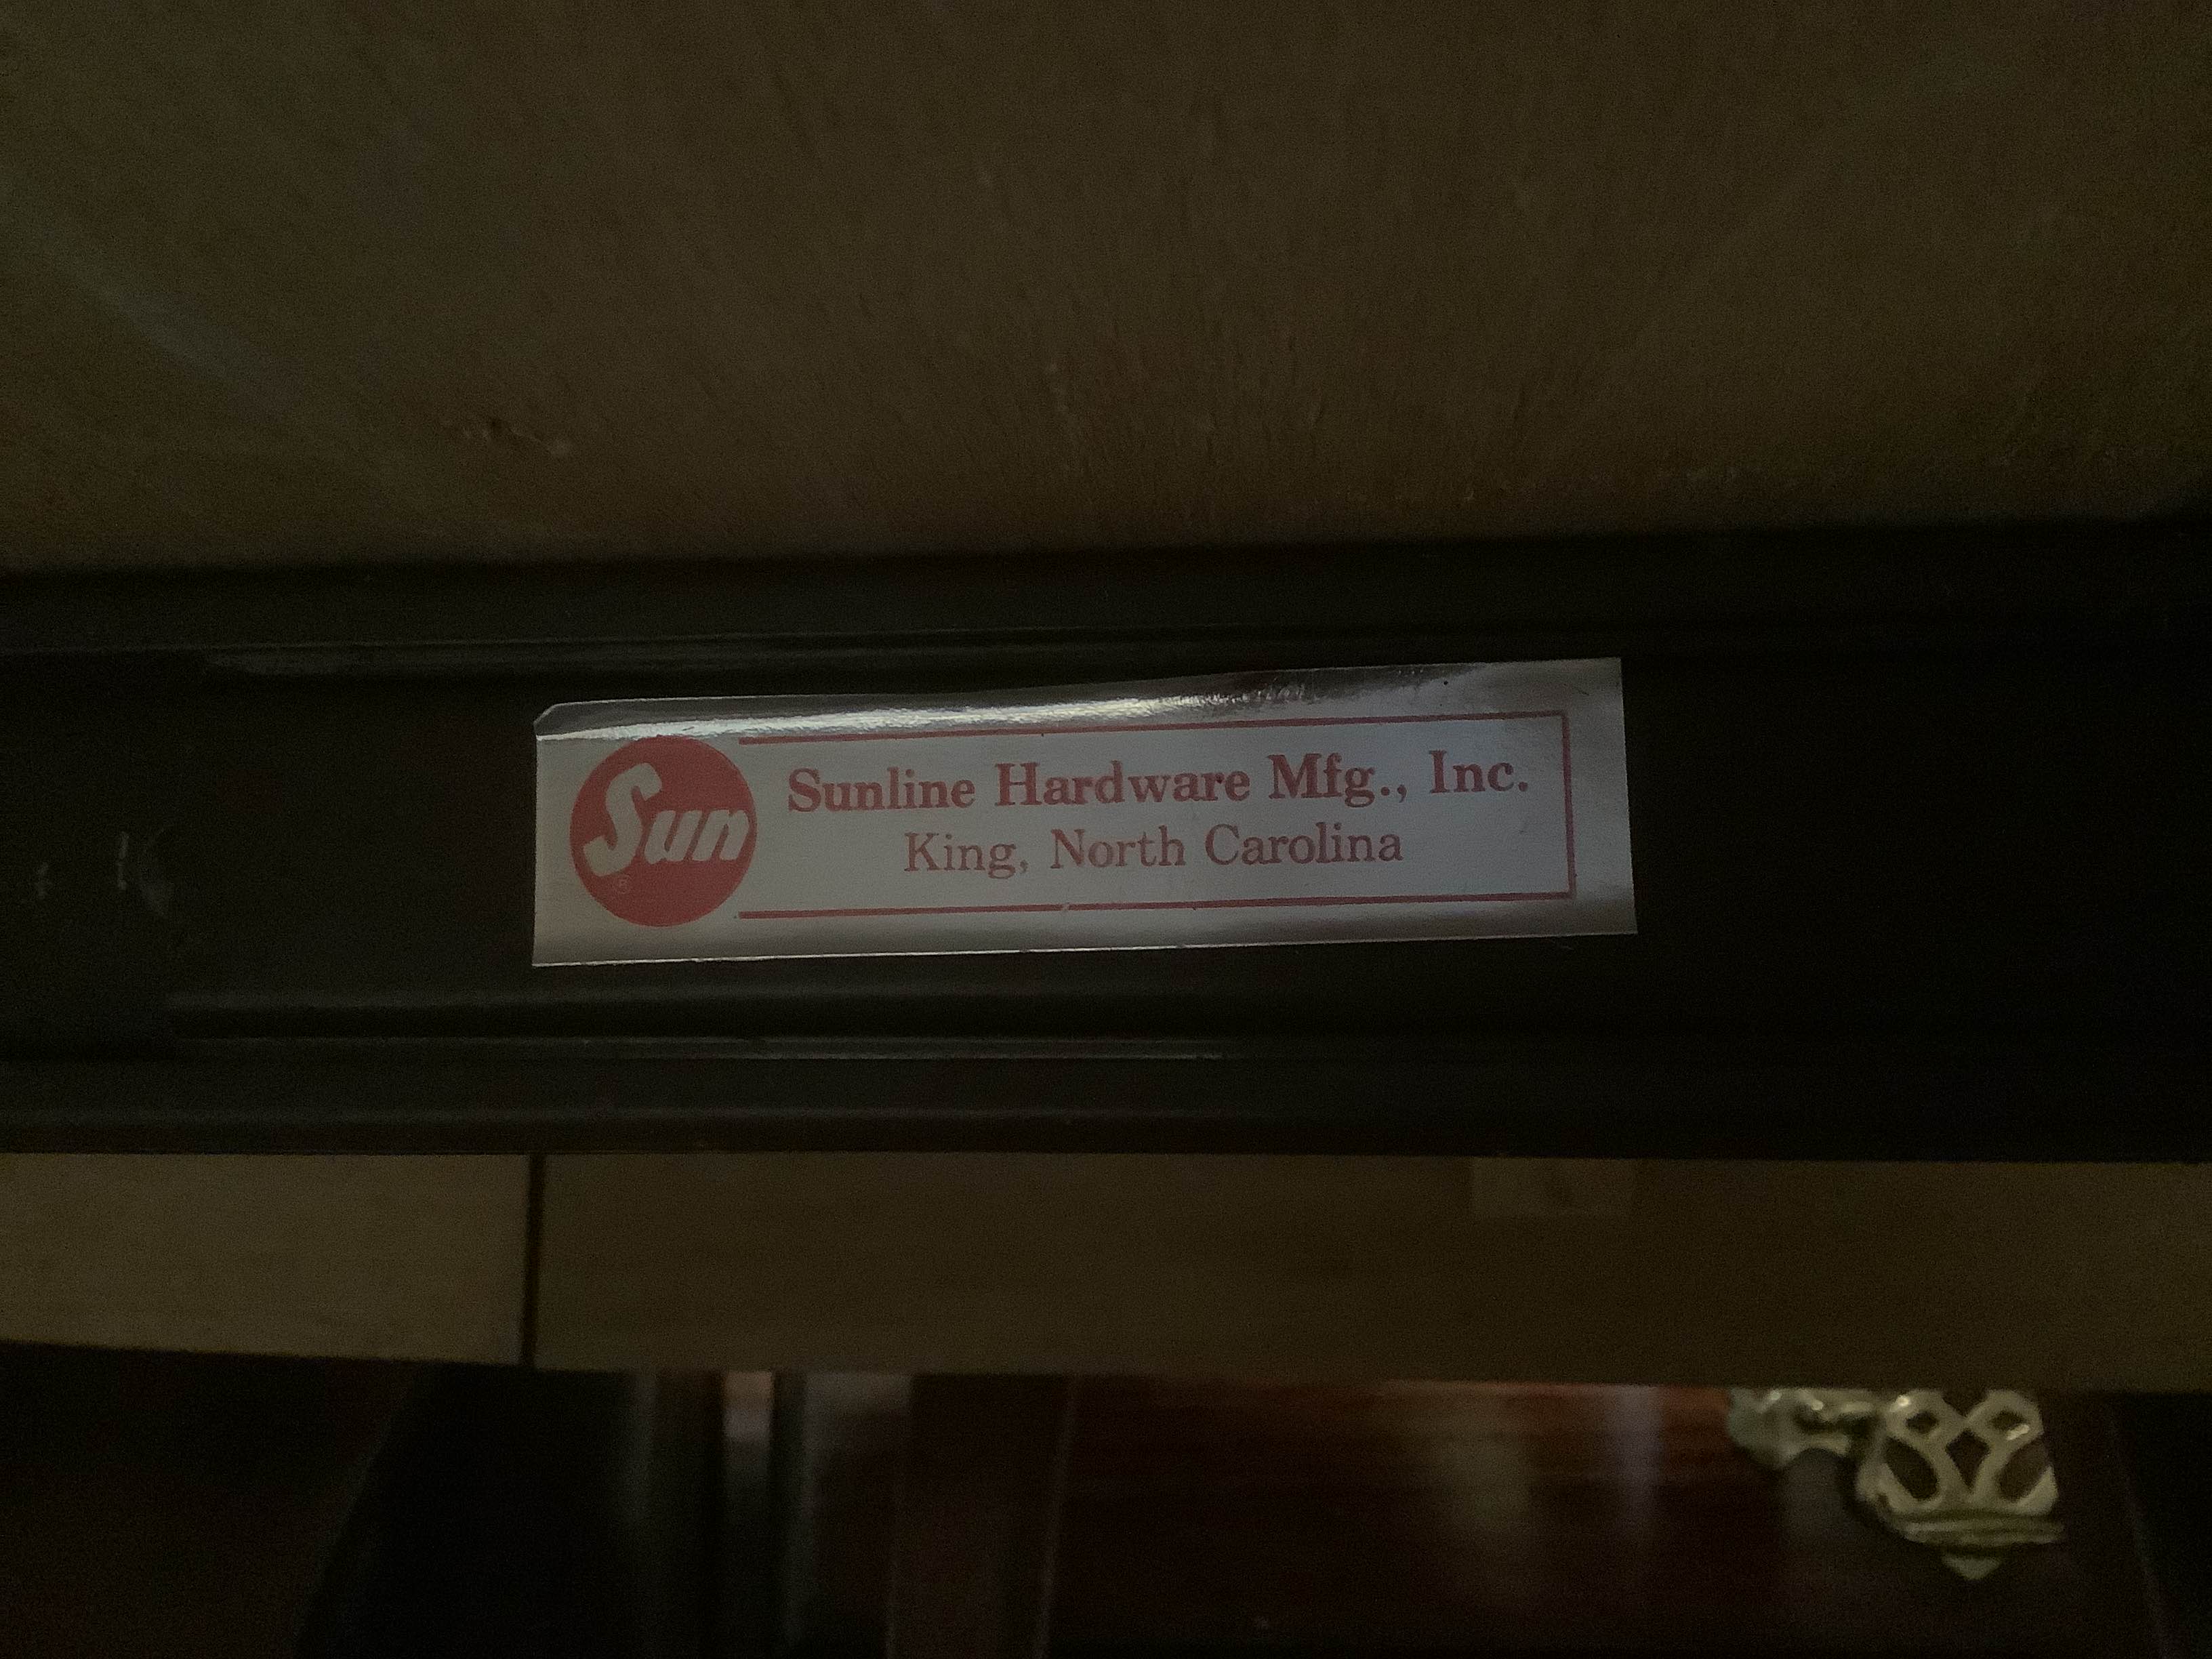 Sun
®
Sunline Hardware Mfg., Inc.
King, North Carolina